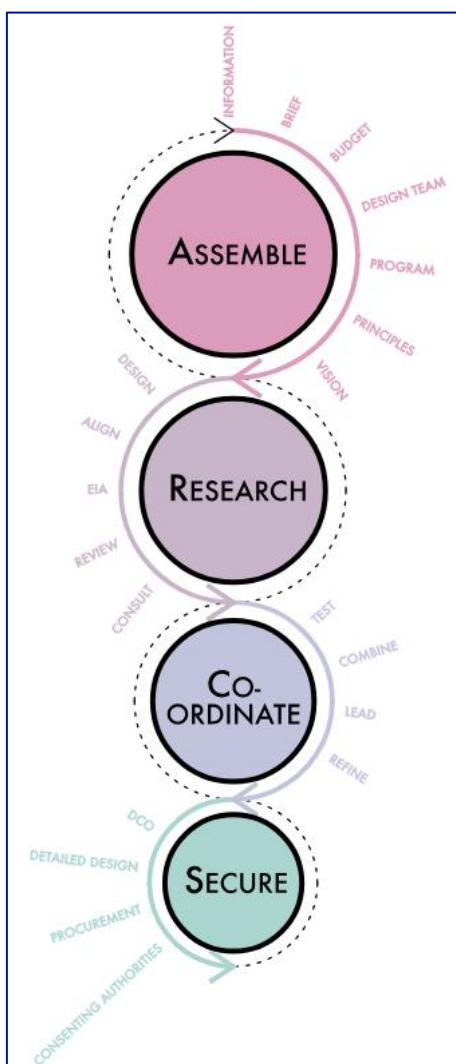 INFORMATION
BRIEF
BUDGET
DESIGN TEAM
PROGRAM
PRINCIPLES
VISION
ASSEMBLE
DESIGN
ALIGN
EIA
REVIEW
CONSULT
RESEARCH
TEST
COMBINE
LEAD
REFINE
CO-
ORDINATE
DCO
DETAILED DESIGN
PROCUREMENT
CONSENTING AUTHORITIES
SECURE